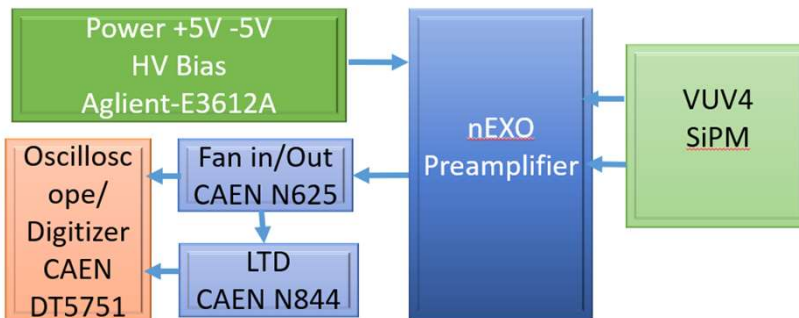 Power +5V -5V
HV Bias
Aglient-E3612A
nEXO
Preamplifier
VUV4
SiPM
Oscillosc
ope/
Digitizer
CAEN
DT5751
Fan in/Out
CAEN N625
LTD
CAEN N844